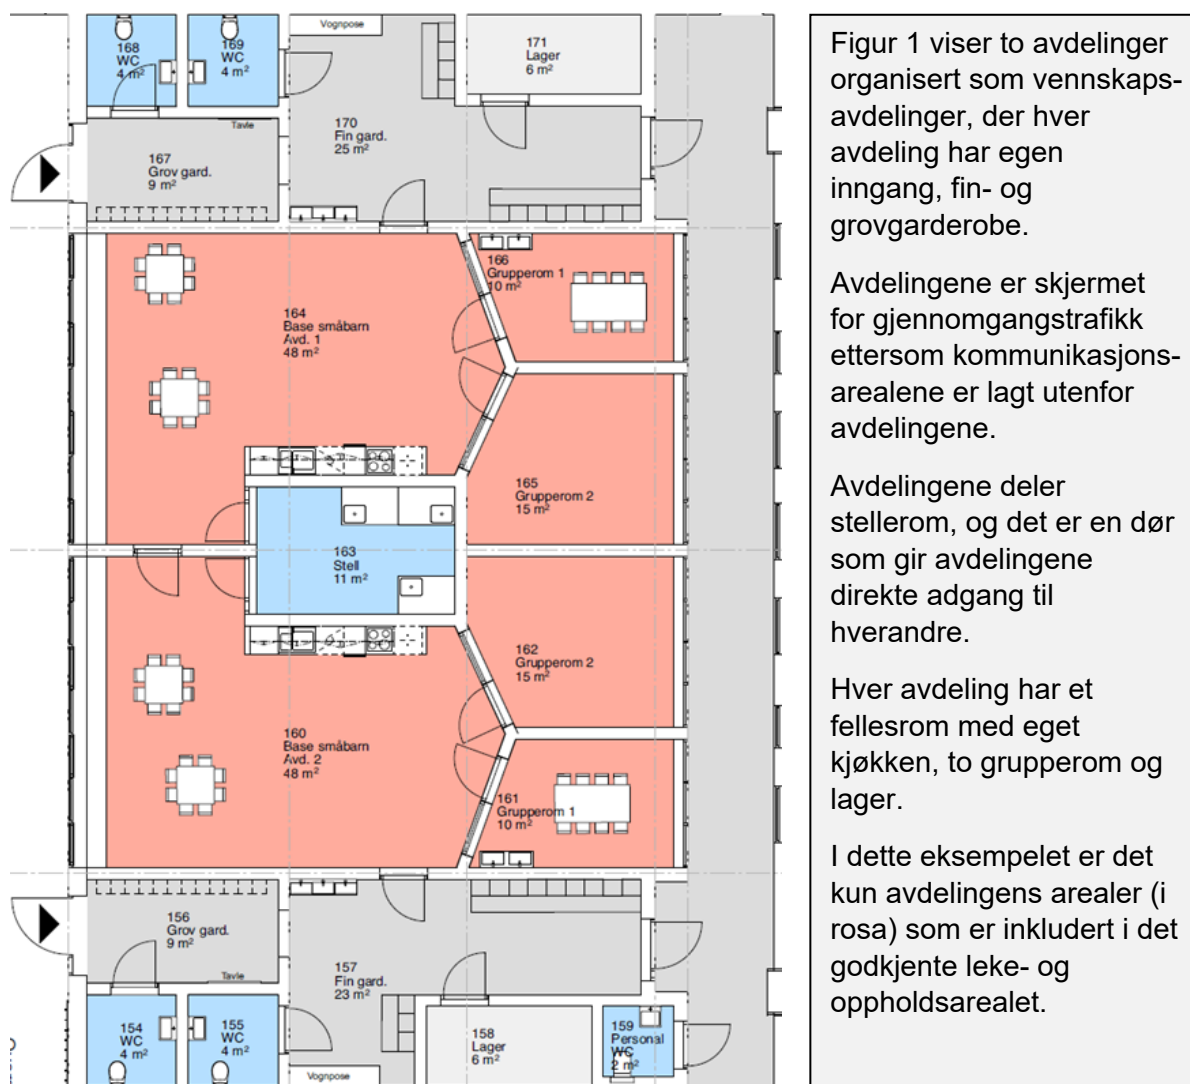 Vognpose
168
WC
4 m²
169
WC
4 m²
171
Lager
6 m²
Tavle
170
Fin gard.
25 m²
167
Grov gard.
9 m²
166
Grupperom 1
10 m²
164
Base småbarn
Avd. 1
48 m²
165
Grupperom 2
15 m²
163
Stell
11 m²
162
Grupperom 2
15 m²
160
Base småbarn
Avd. 2
48 m²
161
Grupperom 1
10 m²
156
Grov gard.
9 m²
Tavle
157
Fin gard.
23 m²
154
WC
4 m²
155
WC
4 m²
158
Lager
6 m²
159
Personal
WC
2 m²
Vognpose
Figur 1 viser to avdelinger
organisert som vennskaps-
avdelinger, der hver
avdeling har egen
inngang, fin- og
grovgarderobe.
Avdelingene er skjermet
for gjennomgangstrafikk
ettersom kommunikasjons-
arealene er lagt utenfor
avdelingene.
Avdelingene deler
stellerom, og det er en dør
som gir avdelingene
direkte adgang til
hverandre.
Hver avdeling har et
fellesrom med eget
kjøkken, to grupperom og
lager.
I dette eksempelet er det
kun avdelingens arealer (i
rosa) som er inkludert i det
godkjente leke- og
oppholdsarealet.